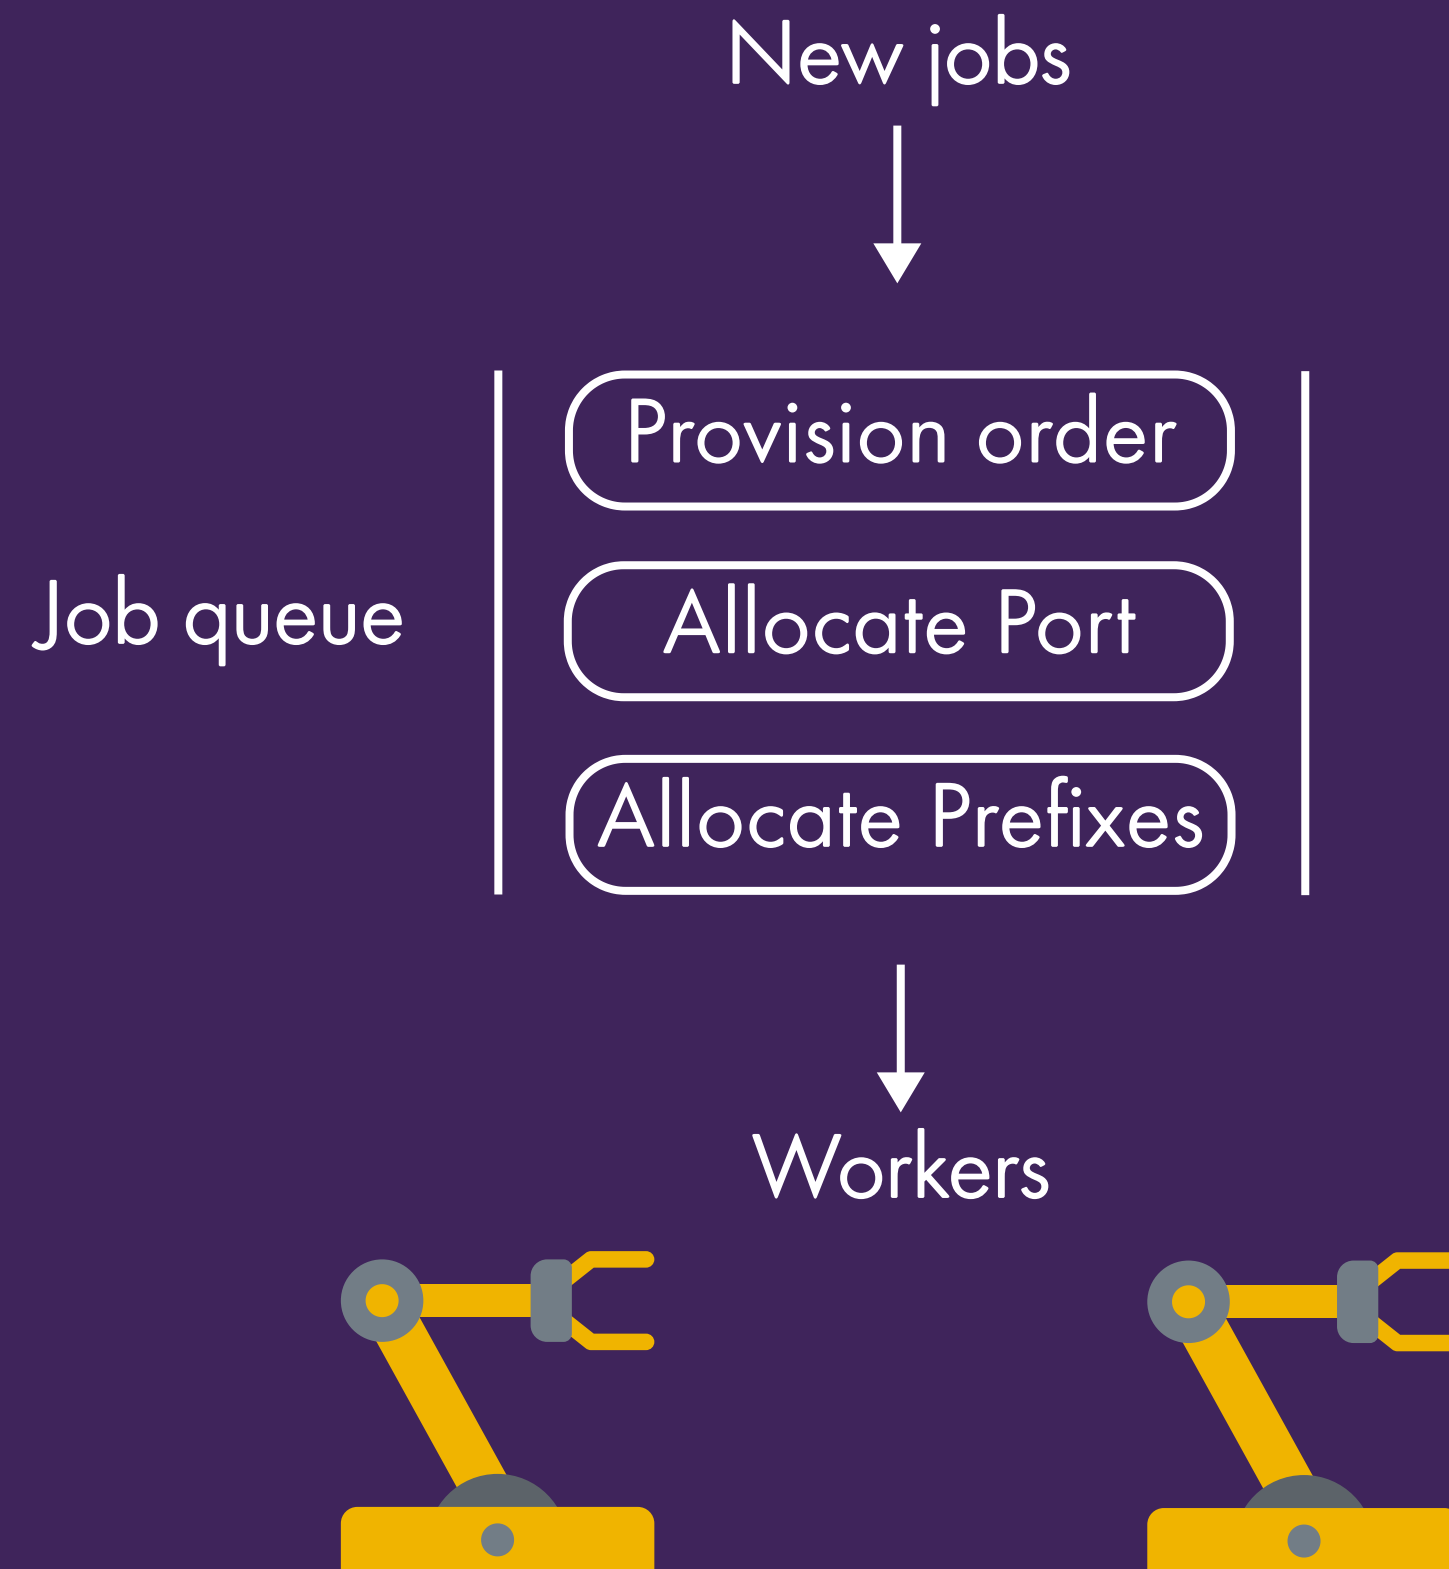 New jobs
Provision order
Job queue
Allocate Port
Allocate Prefixes
Workers